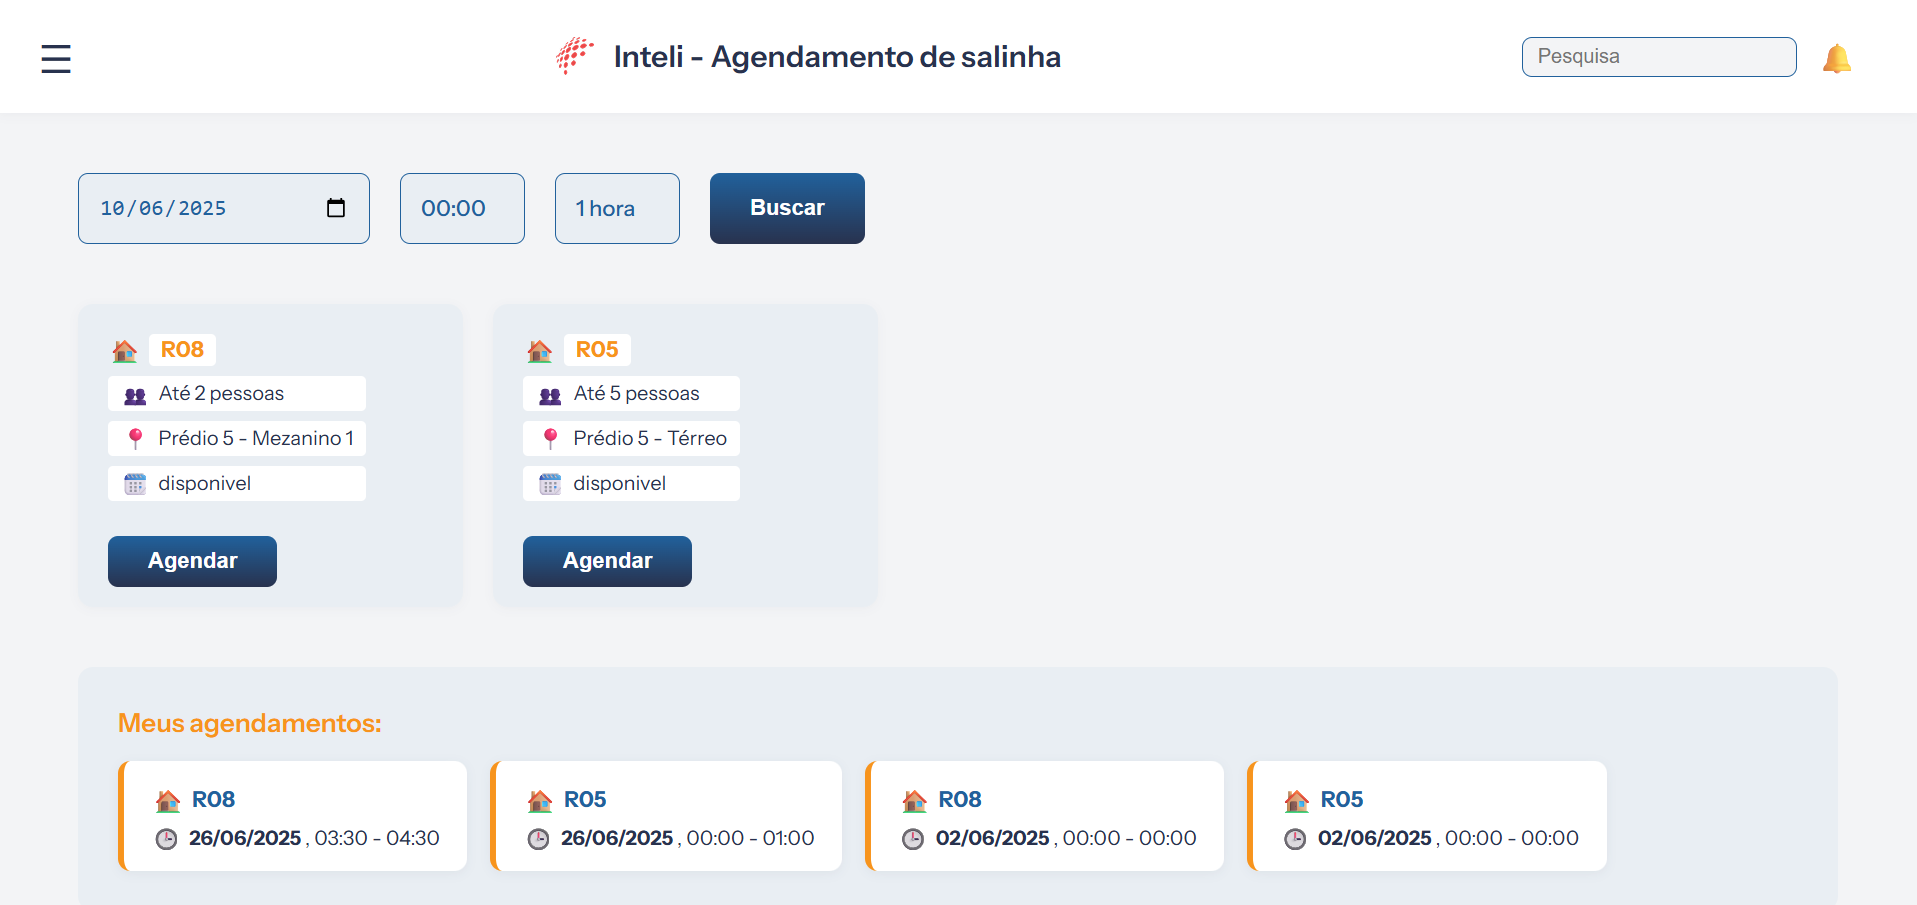 Inteli - Agendamento de salinha
Pesquisa
10/06/2025
00:00
1 hora
Buscar
R08
Até 2 pessoas
Prédio 5 - Mezanino 1
disponivel
Agendar
R05
Até 5 pessoas
Prédio 5 - Térreo
disponivel
Agendar
Meus agendamentos:
R08
26/06/2025 , 03:30 - 04:30
R05
26/06/2025 , 00:00 - 01:00
R08
02/06/2025 , 00:00 - 00:00
R05
02/06/2025 , 00:00 - 00:00